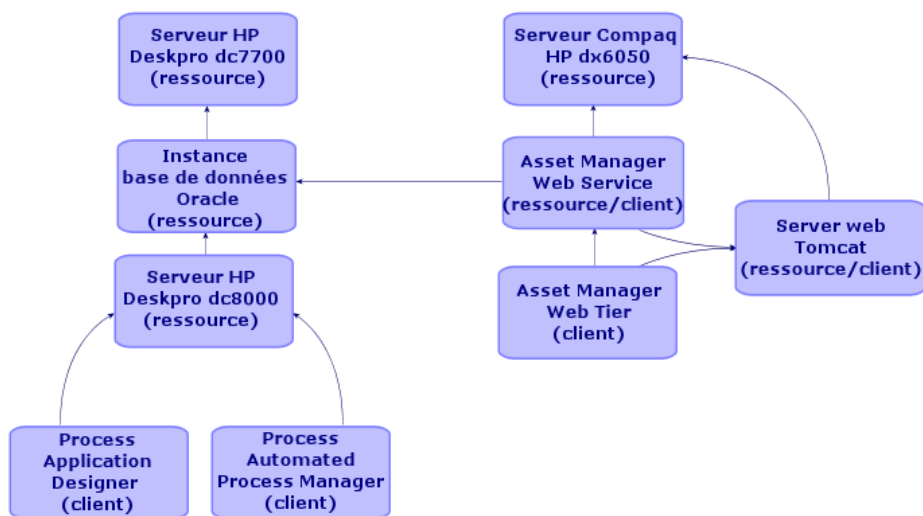 Serveur HP
Deskpro dc7700
(ressource)
Serveur Compaq
HP dx6050
(ressource)
Instance
base de données
Oracle
(ressource)
Asset Manager
Web Service
(ressource/client)
Server web
Tomcat
(ressource/client)
Serveur HP
Deskpro dc8000
(ressource)
Asset Manager
Web Tier
(client)
Process
Application
Designer
(client)
Process
Automated
Process Manager
(client)